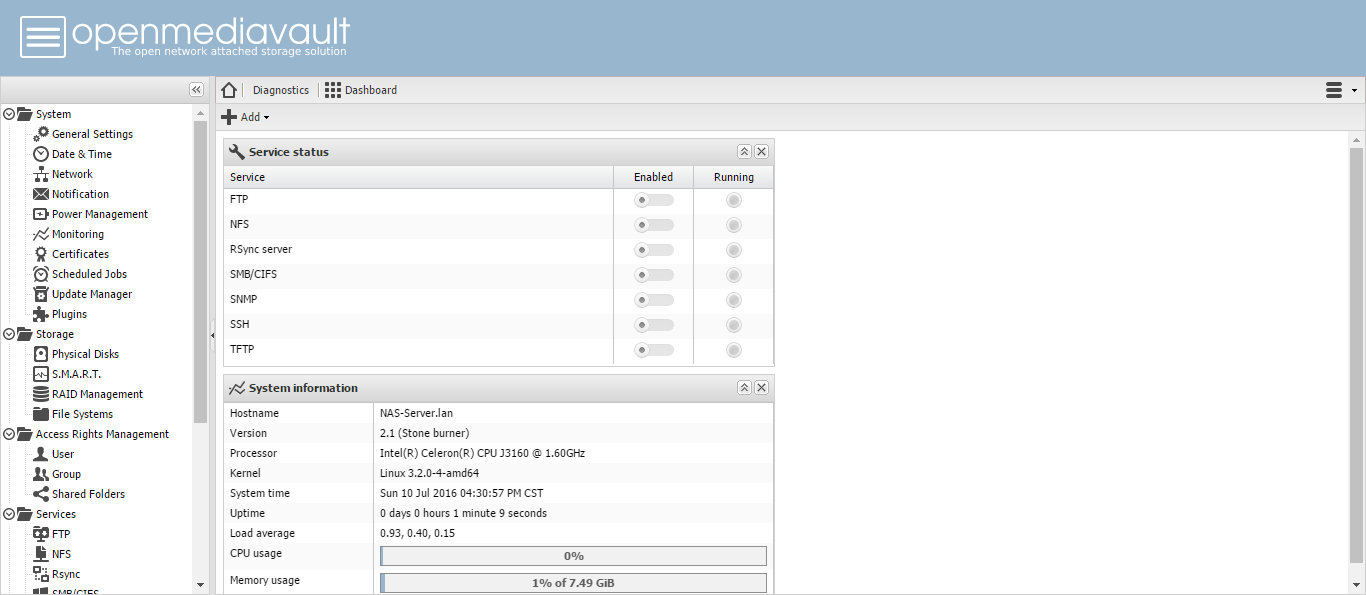 openmediavault
The open network attached storage solution
Diagnostics
Dashboard
Add
System
General Settings
Date & Time
Network
Notification
Power Management
Monitoring
Certificates
Scheduled Jobs
Update Manager
Plugins
Storage
Physical Disks
S.M.A.R.T.
RAID Management
File Systems
Access Rights Management
User
Group
Shared Folders
Services
FTP
NFS
Rsync
SMB/CIFS
Service status
Service Enabled Running
FTP
NFS
RSync server
SMB/CIFS
SNMP
SSH
TFTP
System information
Hostname NAS-Server.lan
Version 2.1 (Stone burner)
Processor Intel(R) Celeron(R) CPU J3160 @ 1.60GHz
Kernel Linux 3.2.0-4-amd64
System time Sun 10 Jul 2016 04:30:57 PM CST
Uptime 0 days 0 hours 1 minute 9 seconds
Load average 0.93, 0.40, 0.15
CPU usage 0%
Memory usage 1% of 7.49 GiB